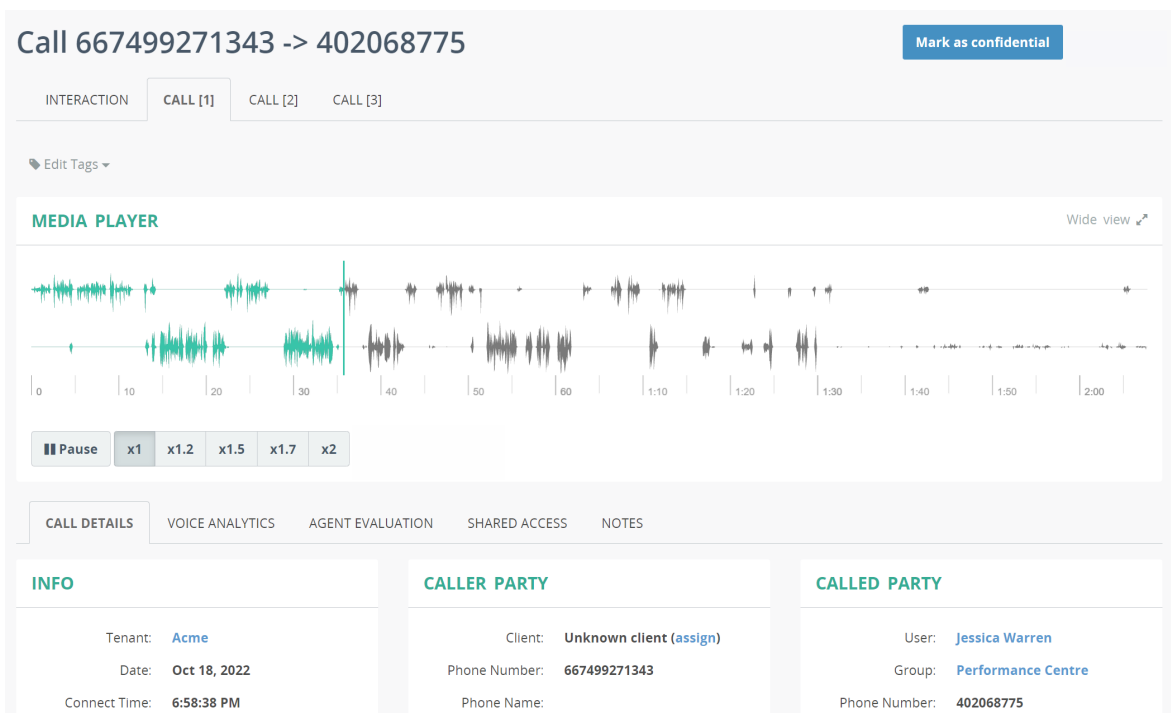 Call 667499271343 -> 402068775
Mark as confidential
INTERACTION CALL [1] CALL [2] CALL [3]
Edit Tags
MEDIA PLAYER
Wide view
0 10 20 30 40 50 60 1:10 1:20 1:30 1:40 1:50 2:00
Pause x1 x1.2 x1.5 x1.7 x2
CALL DETAILS VOICE ANALYTICS AGENT EVALUATION SHARED ACCESS NOTES
INFO
Tenant: Acme
Date: Oct 18, 2022
Connect Time: 6:58:38 PM
CALLER PARTY
Client: Unknown client (assign)
Phone Number: 667499271343
Phone Name:
CALLED PARTY
User: Jessica Warren
Group: Performance Centre
Phone Number: 402068775